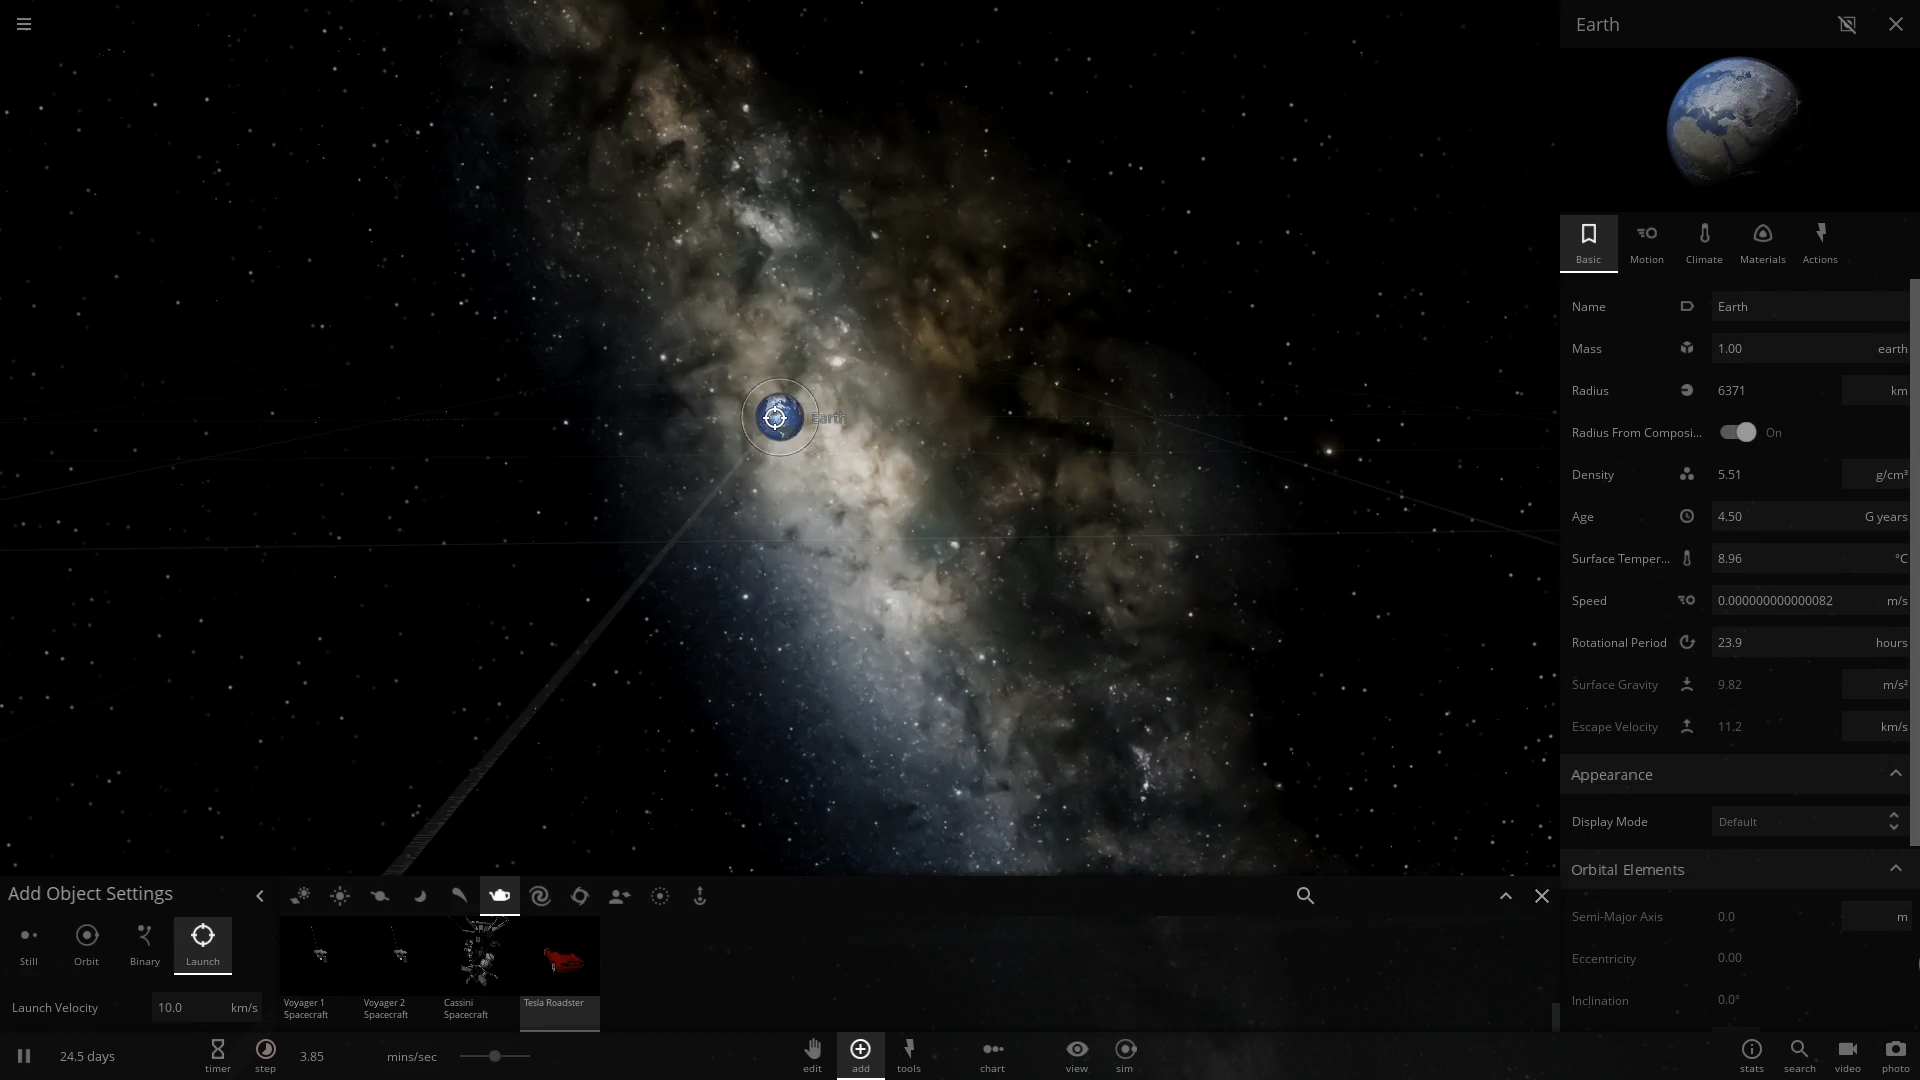 Earth
Earth
Basic
Motion
Climate
Materials
Actions
Name
Earth
Mass
1.00
earth
Radius
6371
km
Radius From Composi...
On
Density
5.51
g/cm³
Age
4.50
G years
Surface Temper...
8.96
°C
Speed
0.000000000000082
m/s
Rotational Period
23.9
hours
Surface Gravity
9.82
m/s²
Escape Velocity
11.2
km/s
Appearance
Display Mode
Default
Orbital Elements
Semi-Major Axis
0.0
m
Eccentricity
0.00
Inclination
0.0°
Add Object Settings
Still
Orbit
Binary
Launch
Launch Velocity
10.0
km/s
Voyager 1
Spacecraft
Voyager 2
Spacecraft
Cassini
Spacecraft
Tesla Roadster
24.5 days
timer
step
3.85
mins/sec
edit
add
tools
chart
view
sim
stats
search
video
photo